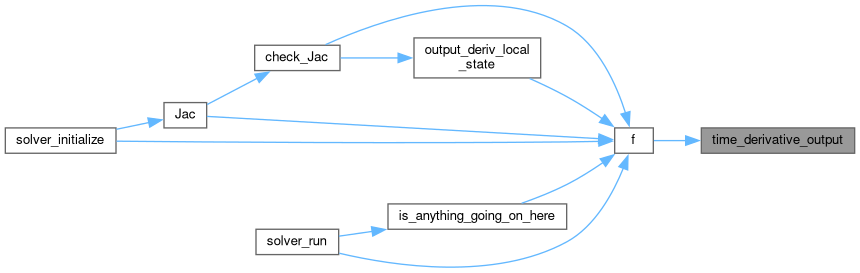 output_deriv_local
_state
check_Jac
Jac
solver_initialize
f
time_derivative_output
is_anything_going_on_here
solver_run